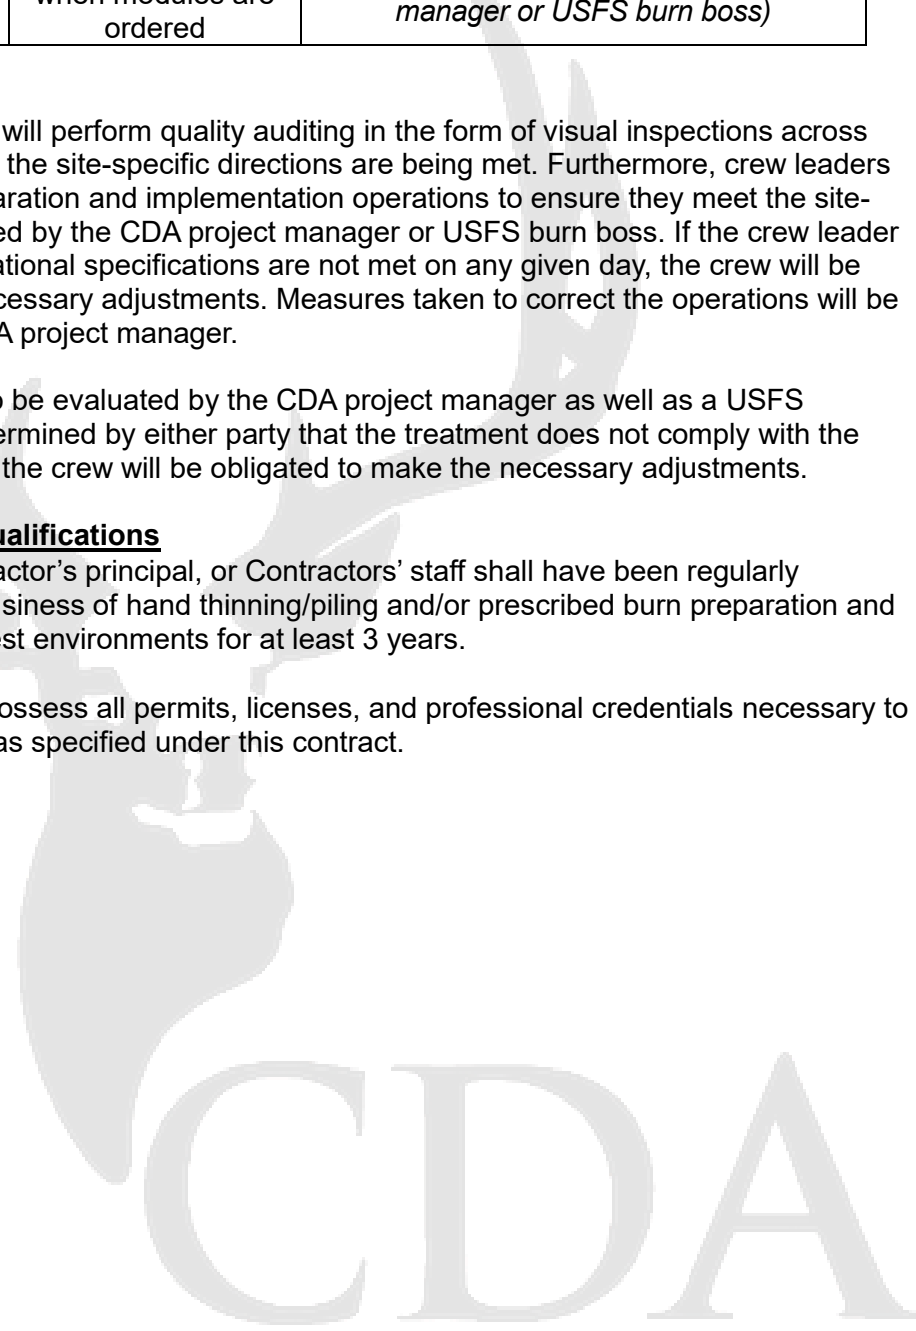 when modules are
ordered
manager or USFS burn boss)
will perform quality auditing in the form of visual inspections across
the site-specific directions are being met. Furthermore, crew leaders
aration and implementation operations to ensure they meet the site-
ed by the CDA project manager or USFS burn boss. If the crew leader
ational specifications are not met on any given day, the crew will be
cessary adjustments. Measures taken to correct the operations will be
A project manager.
o be evaluated by the CDA project manager as well as a USFS
ermined by either party that the treatment does not comply with the
the crew will be obligated to make the necessary adjustments.
ualifications
actor’s principal, or Contractors’ staff shall have been regularly
siness of hand thinning/piling and/or prescribed burn preparation and
est environments for at least 3 years.
ossess all permits, licenses, and professional credentials necessary to
as specified under this contract.
CDA